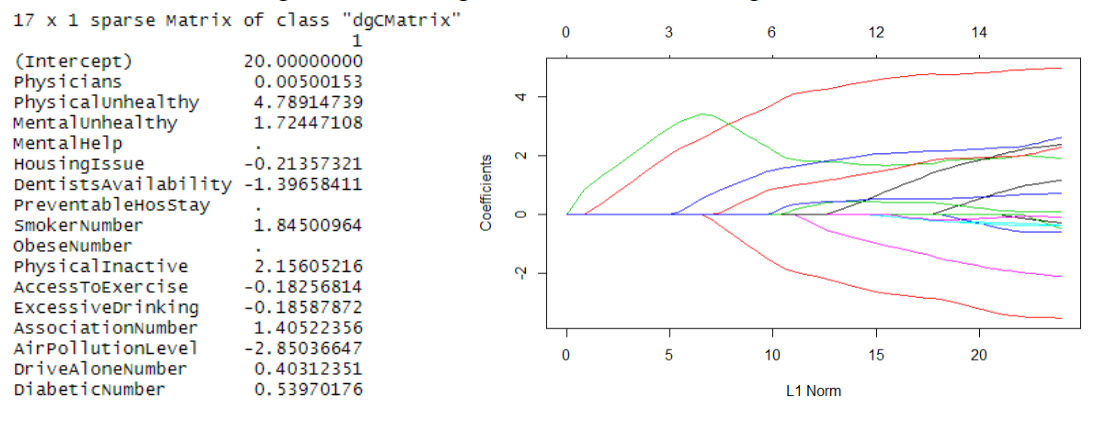 17 x 1 sparse Matrix of class "dgCMatrix"
1
(Intercept) 20.00000000
Physicians 0.00500153
PhysicalUnhealthy 4.78914739
MentalUnhealthy 1.72447108
MentalHelp .
HousingIssue -0.21357321
DentistsAvailability -1.39658411
PreventableHosStay .
SmokerNumber 1.84500964
ObeseNumber .
PhysicalInactive 2.15605216
AccessToExercise -0.18256814
ExcessiveDrinking -0.18587872
AssociationNumber 1.40522356
AirPollutionLevel -2.85036647
DriveAloneNumber 0.40312351
DiabeticNumber 0.53970176
0 3 6 12 14
4
2
0
-2
Coefficients
0 5 10 15 20
L1 Norm